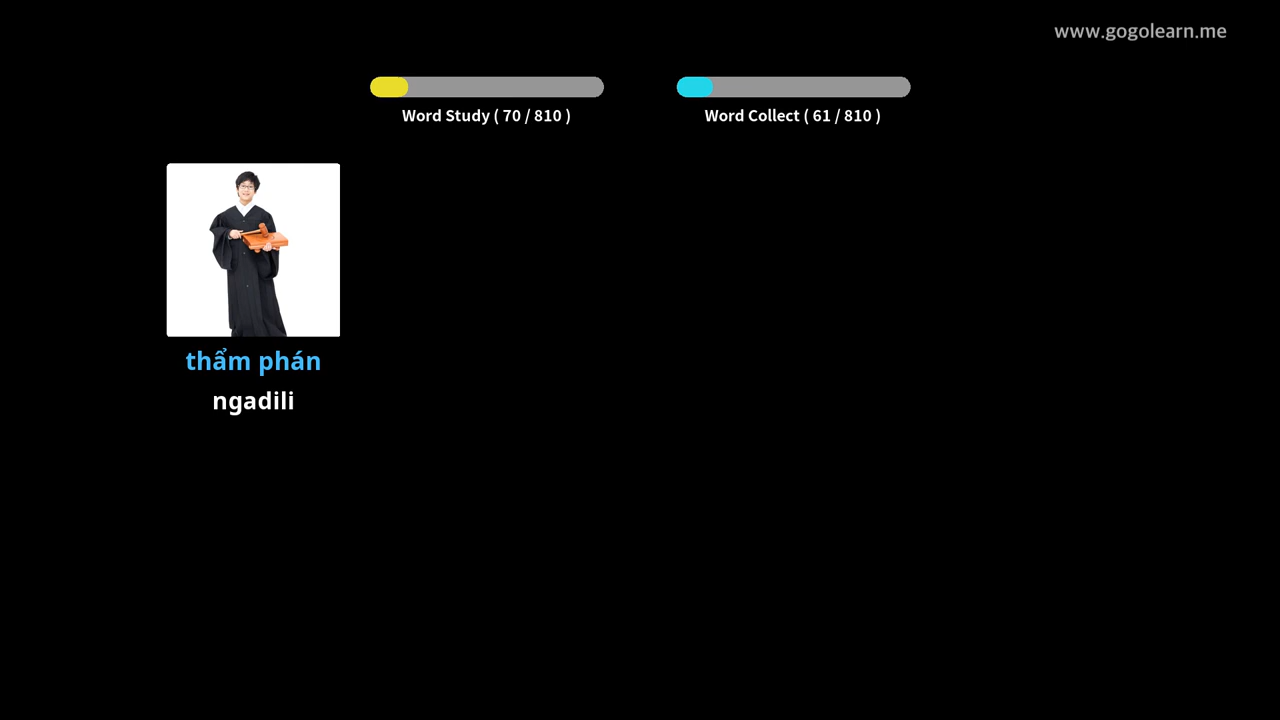 www.gogolearn.me
Word Study ( 70 / 810 )
Word Collect ( 61 / 810 )
thẩm phán
ngadili